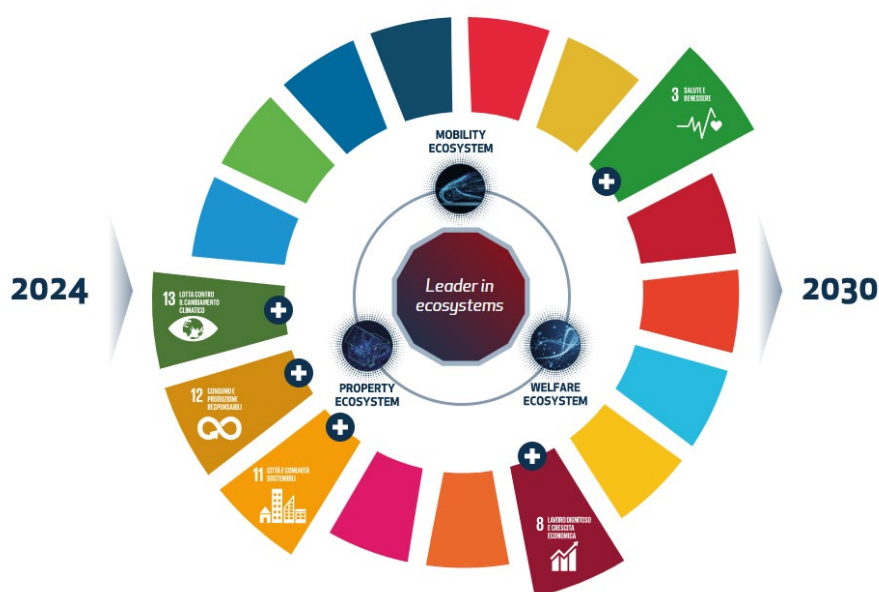 3 SALUTE E
BENESSERE
MOBILITY
ECOSYSTEM
2024
13 LOTTA CONTRO
IL CAMBIAMENTO
CLIMATICO
Leader in
ecosystems
2030
12 CONSUMO E
PRODUZIONE
RESPONSABILI
PROPERTY
ECOSYSTEM
WELFARE
ECOSYSTEM
11 CITTÀ E COMUNITÀ
SOSTENIBILI
8 LAVORO DIGNITOSO
E CRESCITA
ECONOMICA